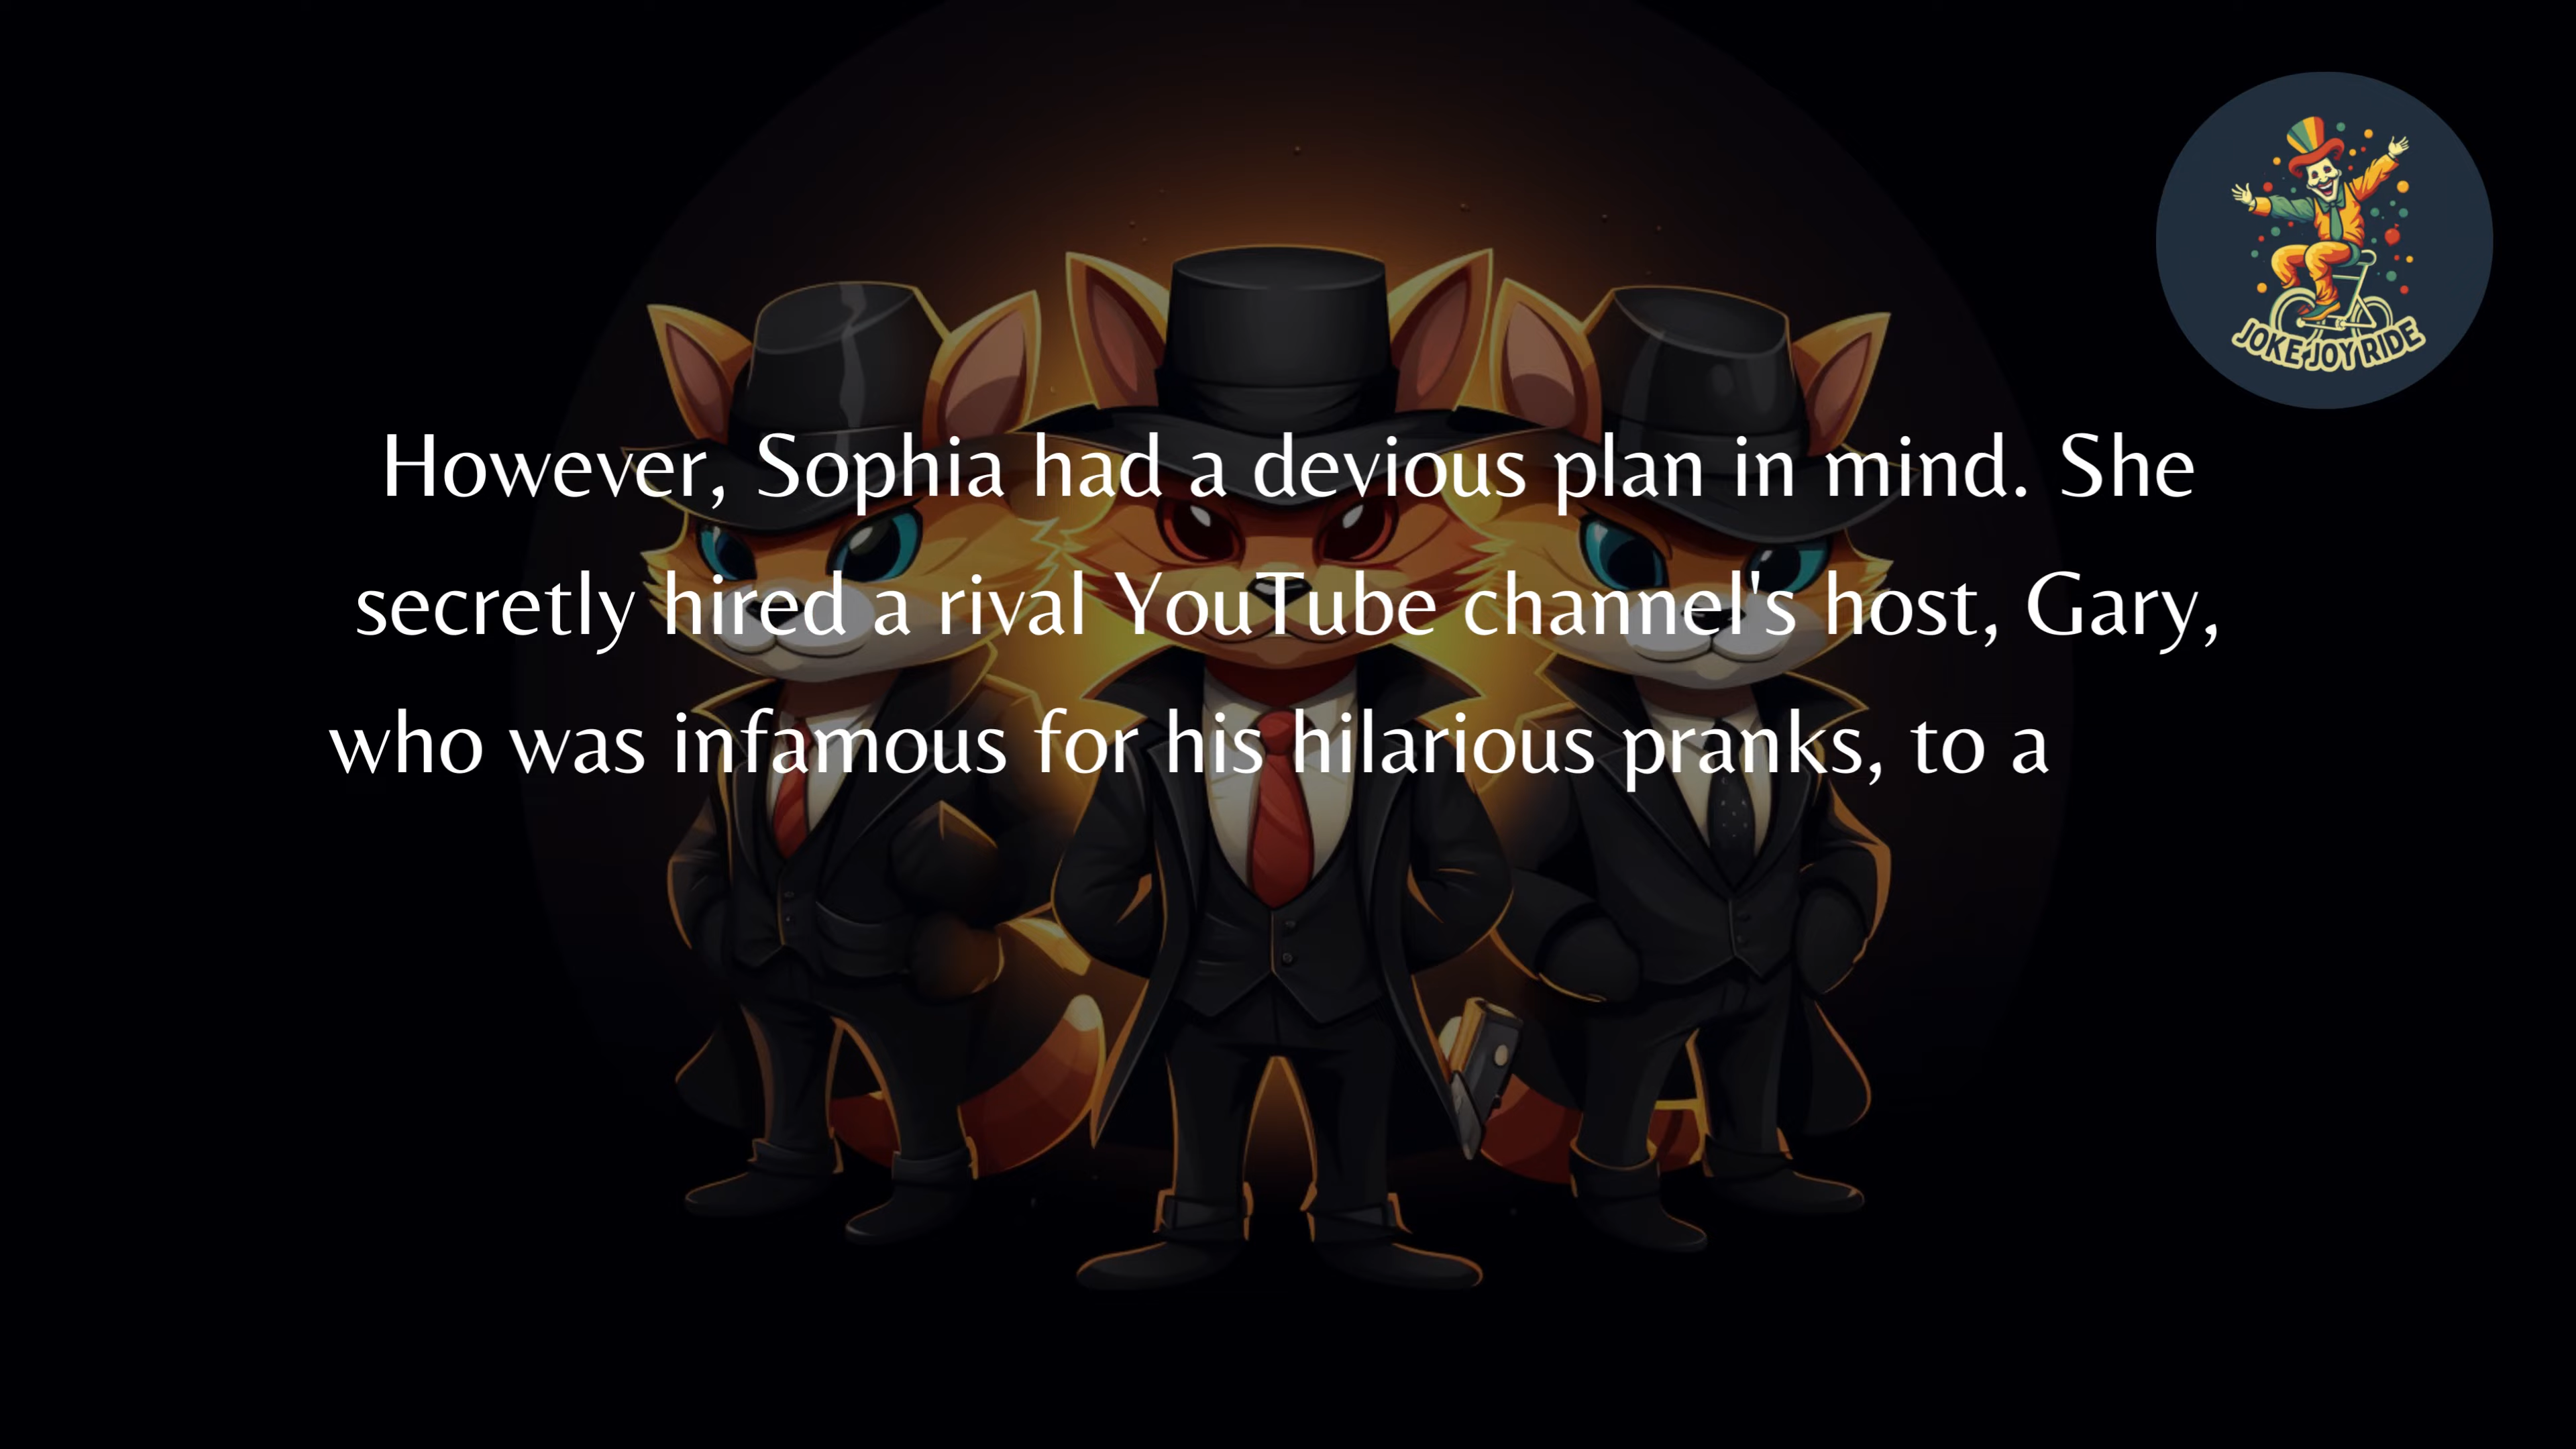 JOKE JOY RIDE
However, Sophia had a devious plan in mind. She
secretly hired a rival YouTube channel's host, Gary,
who was infamous for his hilarious pranks, to a